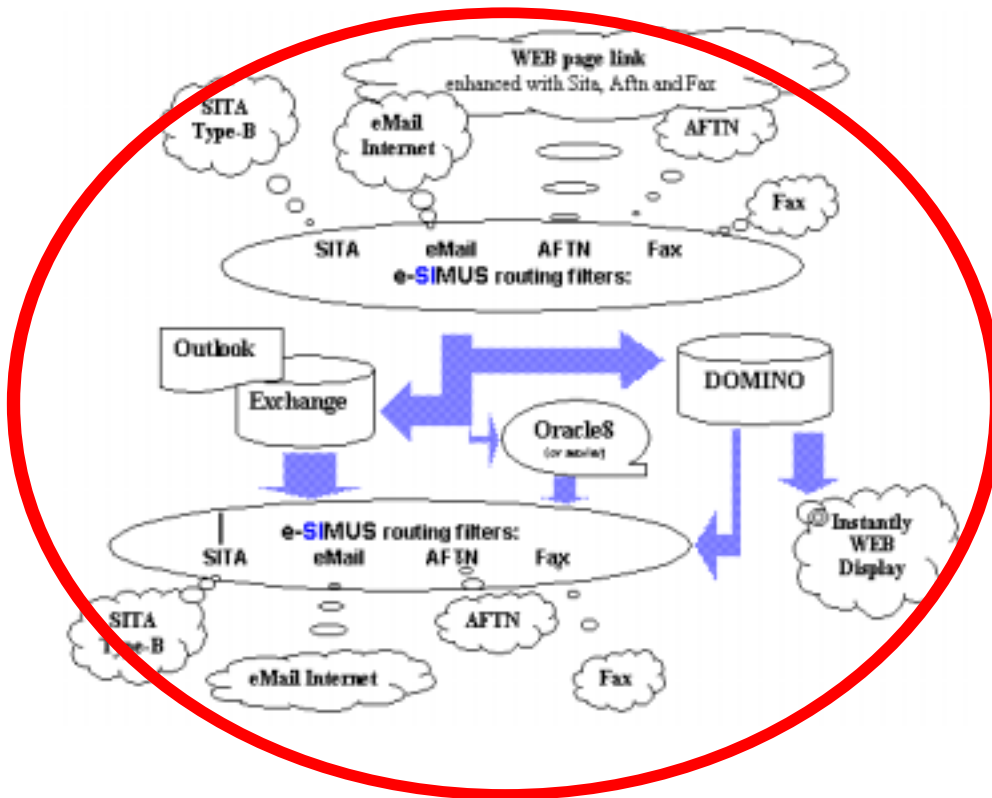 WEB page link
enhanced with Sita, Aftn and Fax
SITA
Type-B
eMail
Internet
AFTN
Fax
SITA eMail AFTN Fax
e-SIMUS routing filters:
Outlook
Exchange
DOMINO
Oracle8
(or savler)
e-SIMUS routing filters:
SITA eMail AFTN Fax
Instantly
WEB
Display
SITA
Type-B
AFTN
eMail Internet
Fax